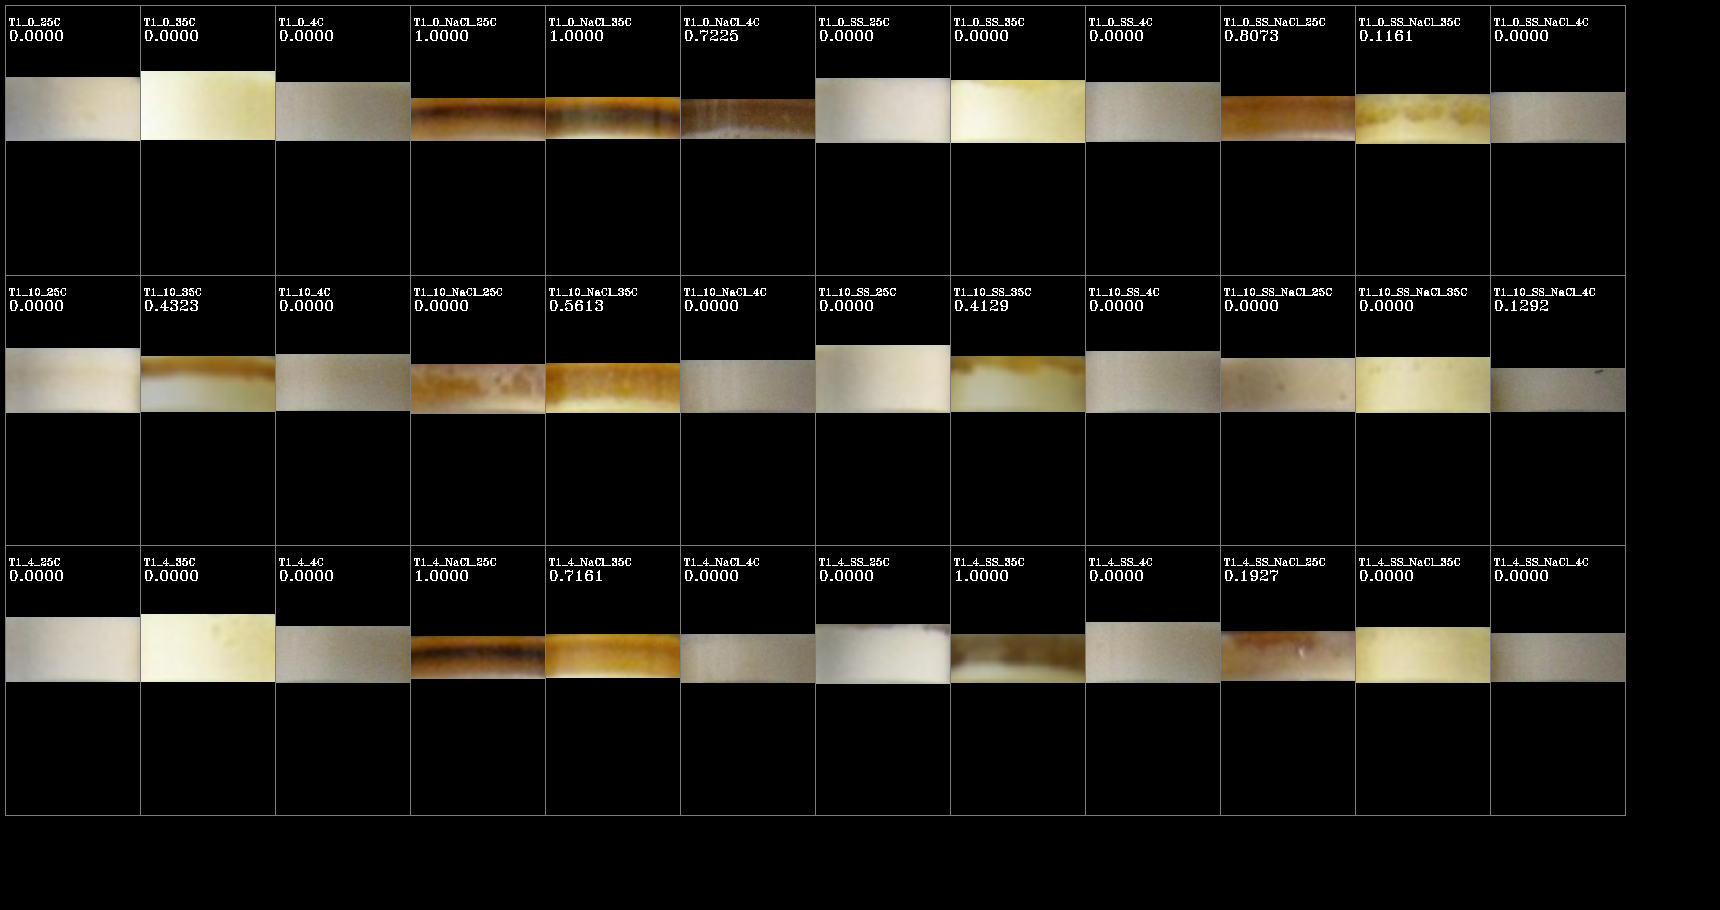 T1_0_25C
0.0000
T1_0_35C
0.0000
T1_0_4C
0.0000
T1_0_NaCl_25C
1.0000
T1_0_NaCl_35C
1.0000
T1_0_NaCl_4C
0.7225
T1_0_SS_25C
0.0000
T1_0_SS_35C
0.0000
T1_0_SS_4C
0.0000
T1_0_SS_NaCl_25C
0.8073
T1_0_SS_NaCl_35C
0.1161
T1_0_SS_NaCl_4C
0.0000
T1_10_25C
0.0000
T1_10_35C
0.4323
T1_10_4C
0.0000
T1_10_NaCl_25C
0.0000
T1_10_NaCl_35C
0.5613
T1_10_NaCl_4C
0.0000
T1_10_SS_25C
0.0000
T1_10_SS_35C
0.4129
T1_10_SS_4C
0.0000
T1_10_SS_NaCl_25C
0.0000
T1_10_SS_NaCl_35C
0.0000
T1_10_SS_NaCl_4C
0.1292
T1_4_25C
0.0000
T1_4_35C
0.0000
T1_4_4C
0.0000
T1_4_NaCl_25C
1.0000
T1_4_NaCl_35C
0.7161
T1_4_NaCl_4C
0.0000
T1_4_SS_25C
0.0000
T1_4_SS_35C
1.0000
T1_4_SS_4C
0.0000
T1_4_SS_NaCl_25C
0.1927
T1_4_SS_NaCl_35C
0.0000
T1_4_SS_NaCl_4C
0.0000